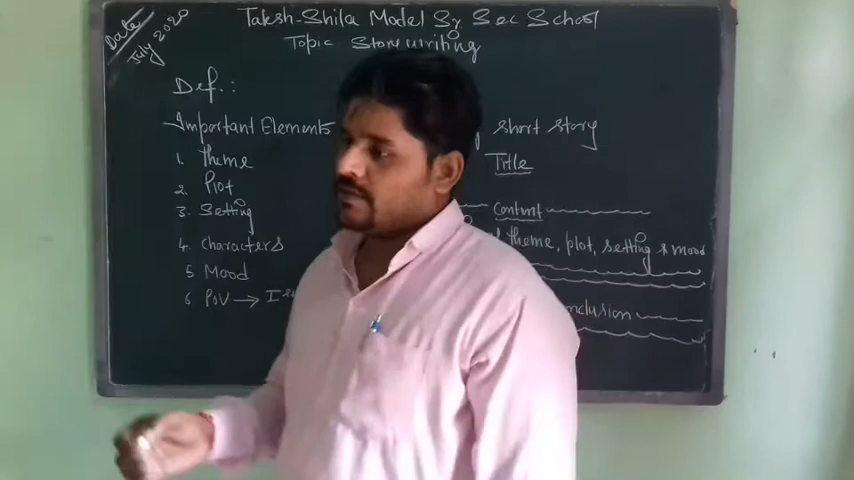 Date
July 2020
Taksh-Shila Model Sr Sec School
Topic Story writing
Def.:
Important Elements
short story
1. Theme
2. Plot
3. Setting
4. Characters
5 Mood
6 POV → Ist
Title
Content
Theme, plot, setting & mood